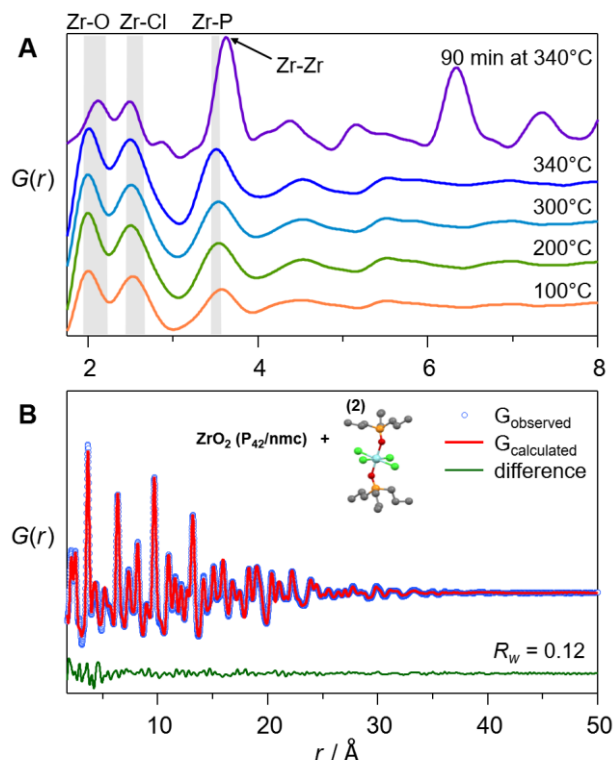 Zr-O Zr-Cl Zr-P
A
Zr-Zr
90 min at 340°C
G(r)
340°C
300°C
200°C
100°C
2 4 6 8
B
(2)
ZrO₂ (P₄₂/nmc) +
Gobserved
Gcalculated
difference
G(r)
R_w = 0.12
10 20 30 40 50
r / Å